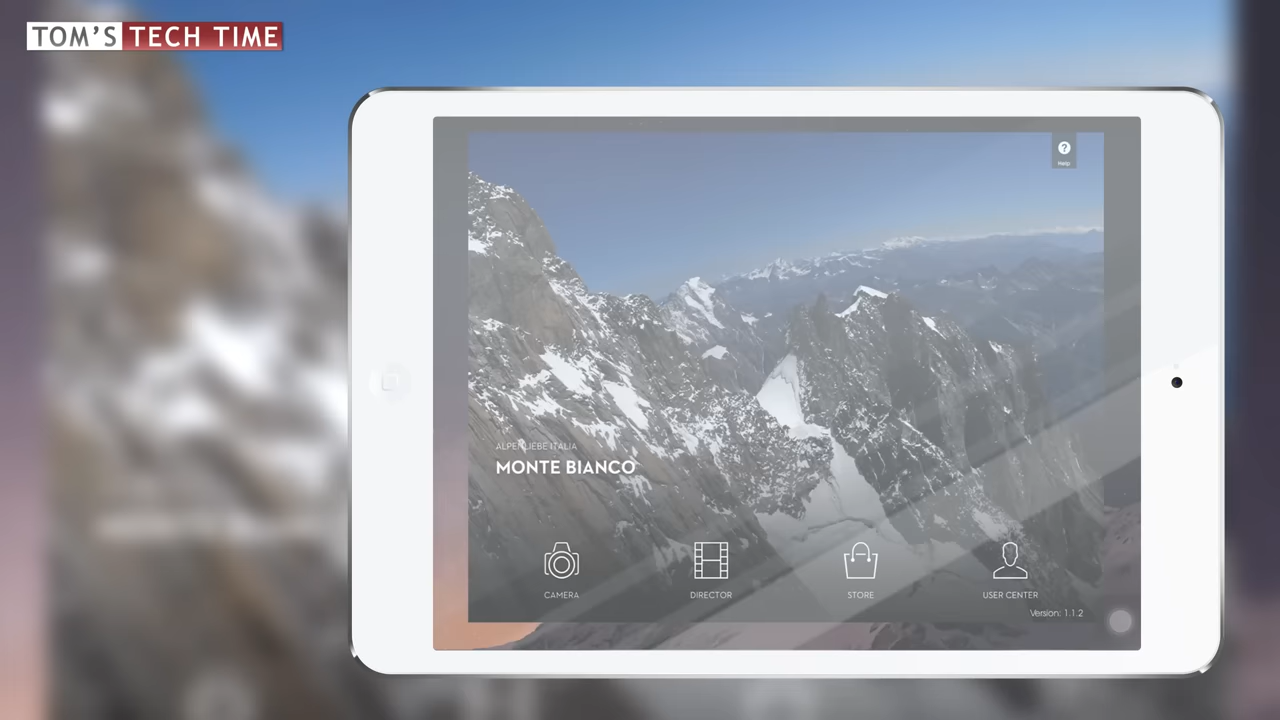 TOM'S TECH TIME
?
Help
ALPENLIEBE ITALIA
MONTE BIANCO
CAMERA
DIRECTOR
STORE
USER CENTER
Version: 1.1.2